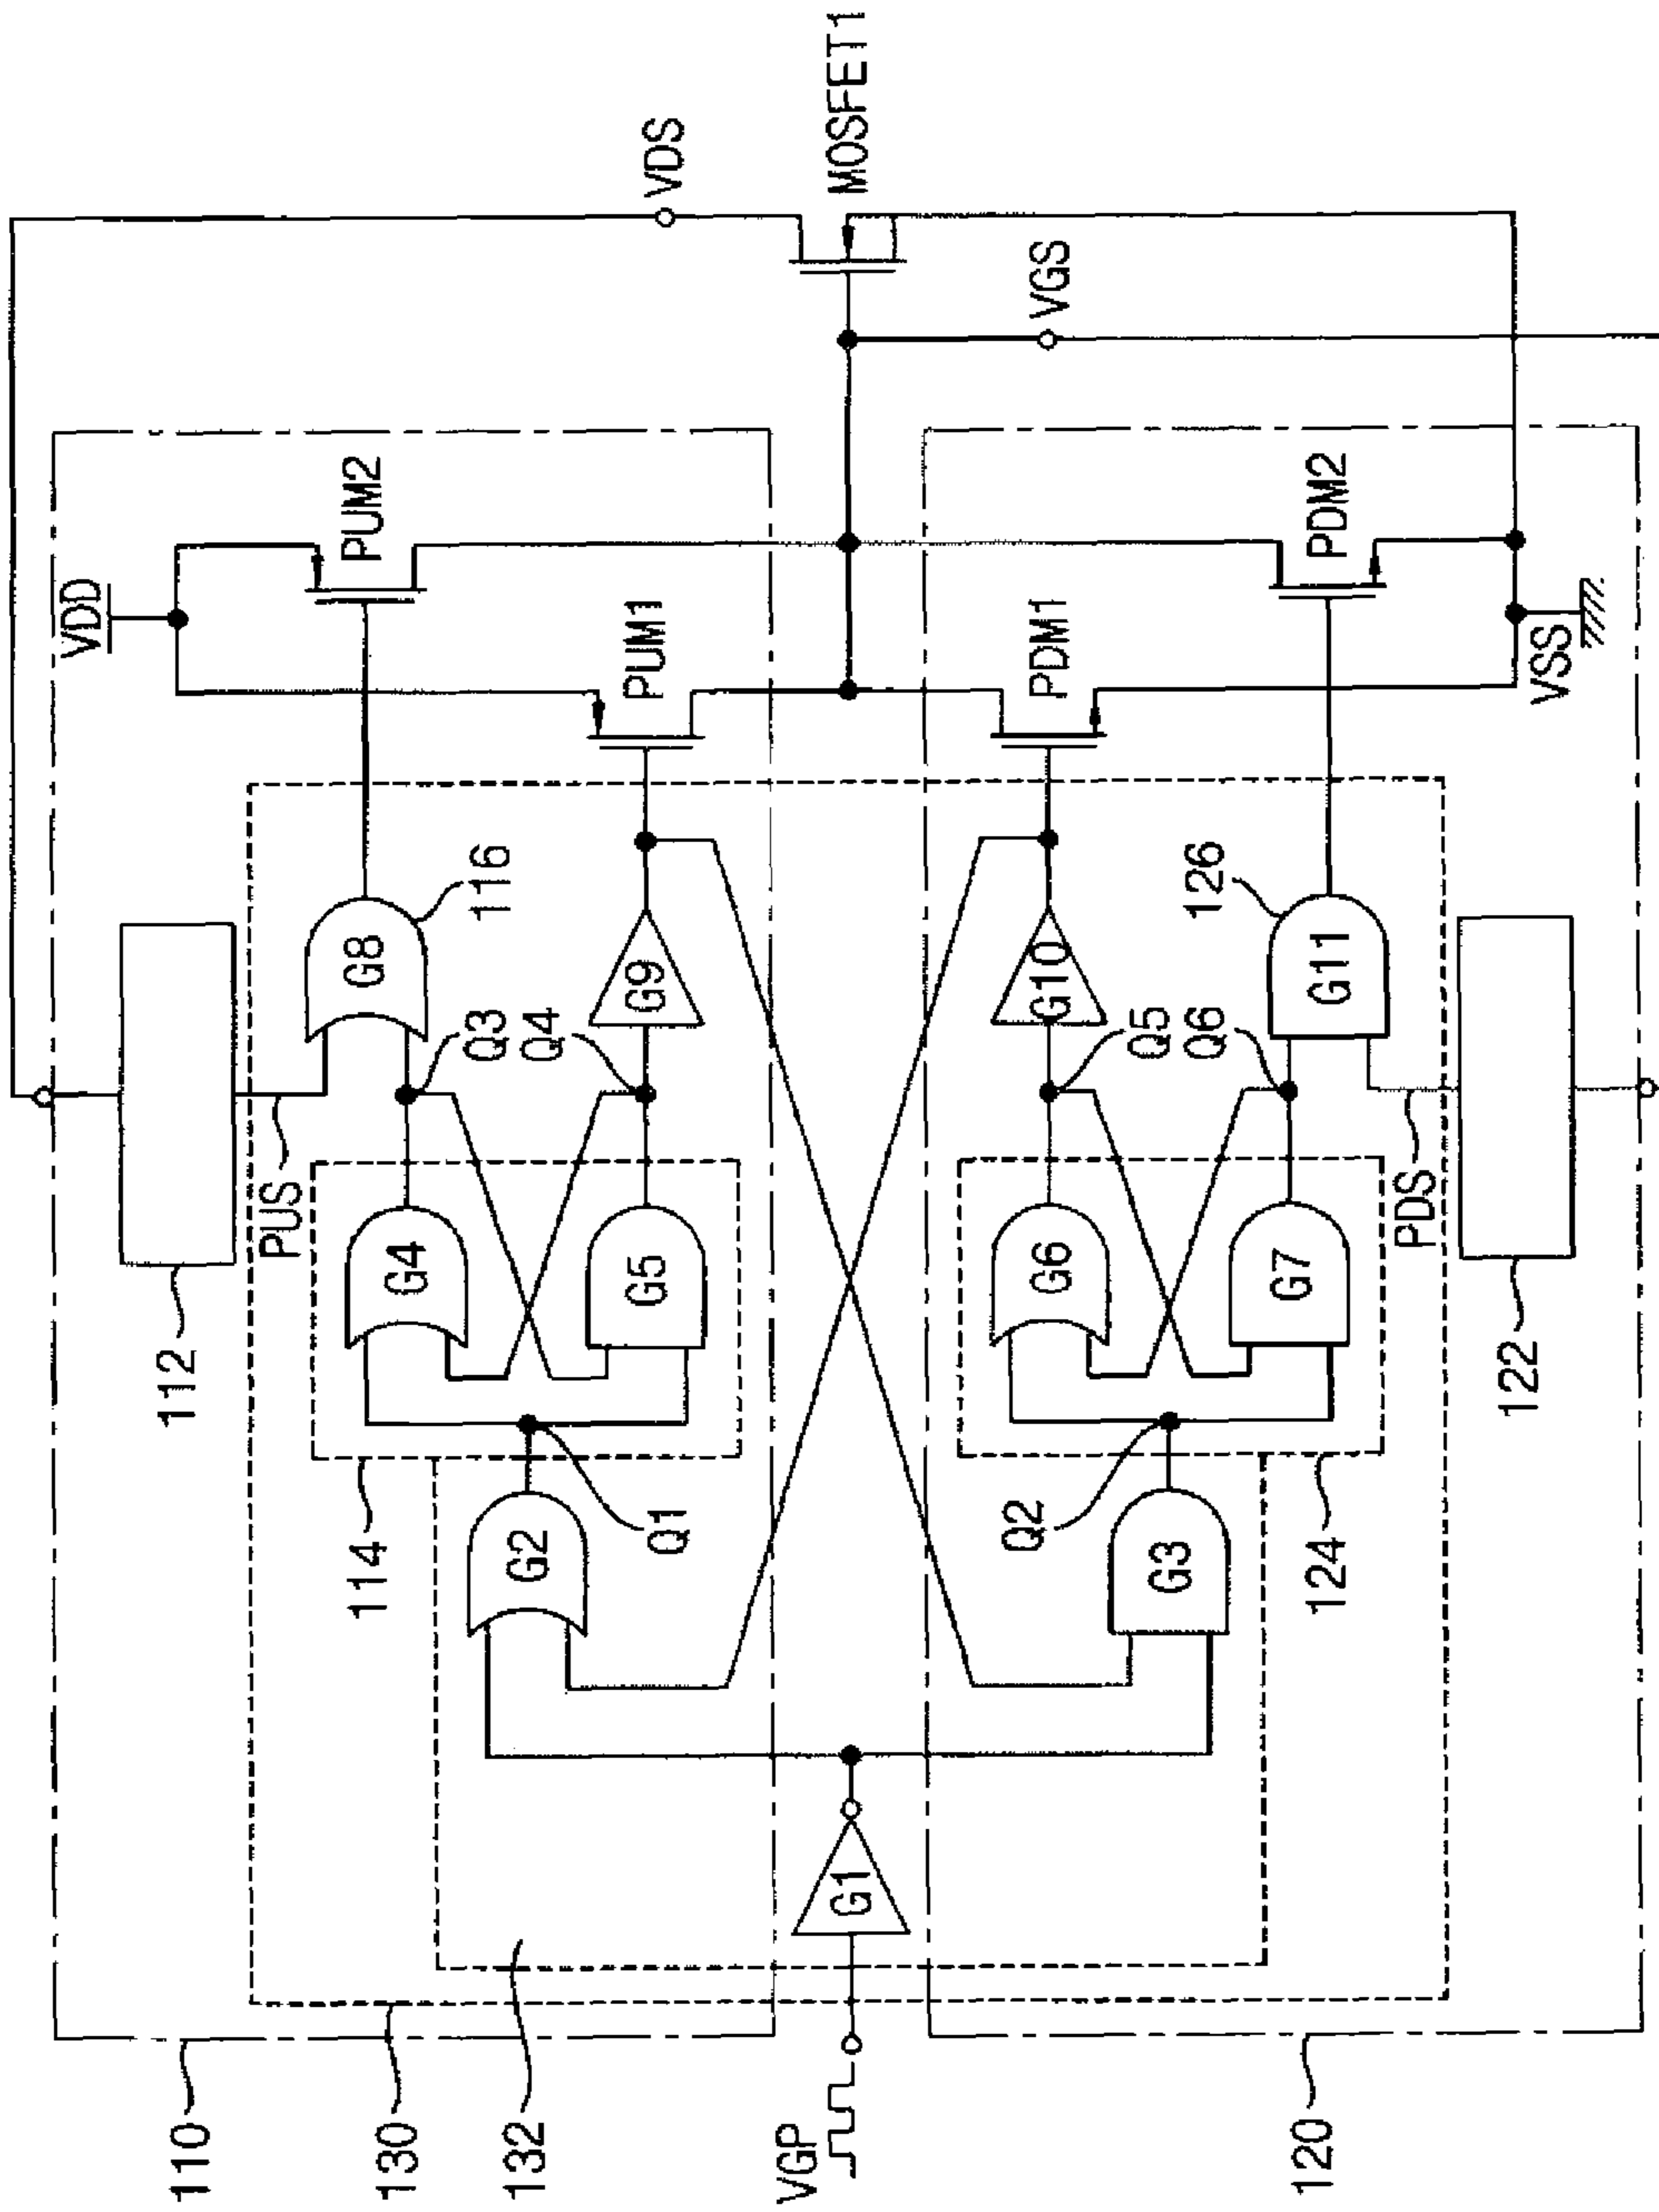 VDS
MOSFET1
VGS
VDD
PUM2
PUM1
PDM1
PDM2
VSS
G8
116
G9
G10
126
G11
Q3
Q4
Q5
Q6
112
PUS
G4
G5
G6
G7
PDS
122
114
Q1
Q2
124
G2
G3
G1
110
130
132
VGP
120